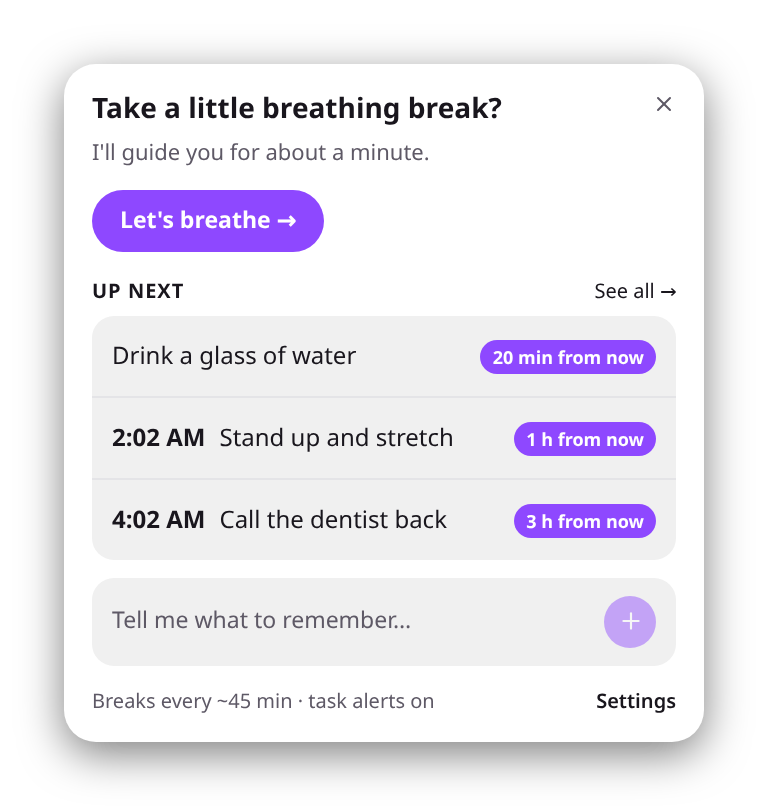 Take a little breathing break?
I'll guide you for about a minute.
Let's breathe →
UP NEXT
See all →
Drink a glass of water
20 min from now
2:02 AM Stand up and stretch
1 h from now
4:02 AM Call the dentist back
3 h from now
Tell me what to remember...
Breaks every ~45 min · task alerts on
Settings